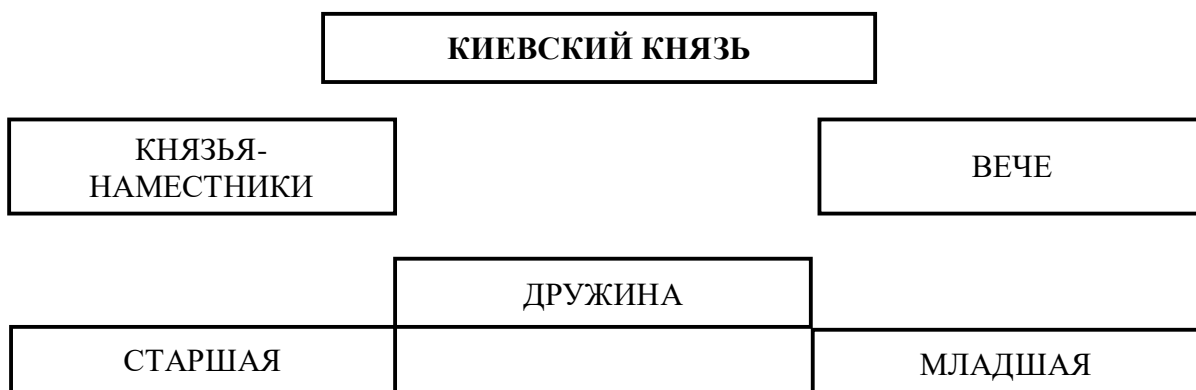 КИЕВСКИЙ КНЯЗЬ
КНЯЗЬЯ-
НАМЕСТНИКИ
ВЕЧЕ
ДРУЖИНА
СТАРШАЯ
МЛАДШАЯ